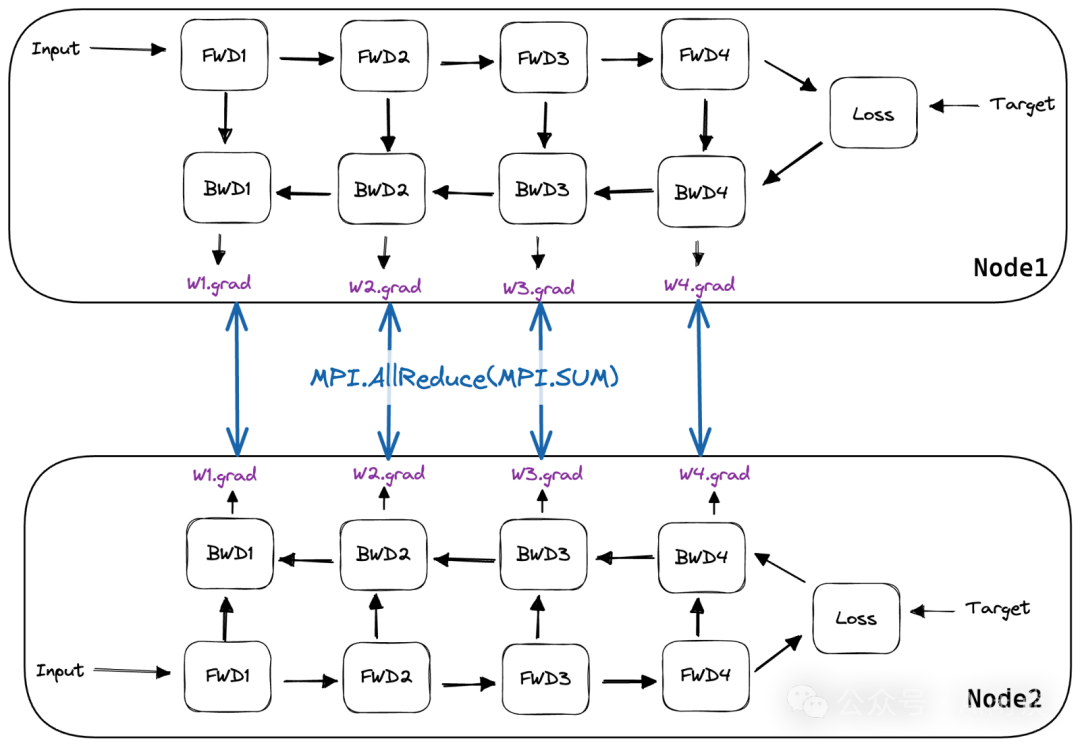 Input
FWD1
FWD2
FWD3
FWD4
Loss
Target
BWD1
BWD2
BWD3
BWD4
W1.grad
W2.grad
W3.grad
W4.grad
Node1
MPI.AllReduce(MPI.SUM)
W1.grad
W2.grad
W3.grad
W4.grad
BWD1
BWD2
BWD3
BWD4
Loss
Target
Input
FWD1
FWD2
FWD3
FWD4
Node2
公众号